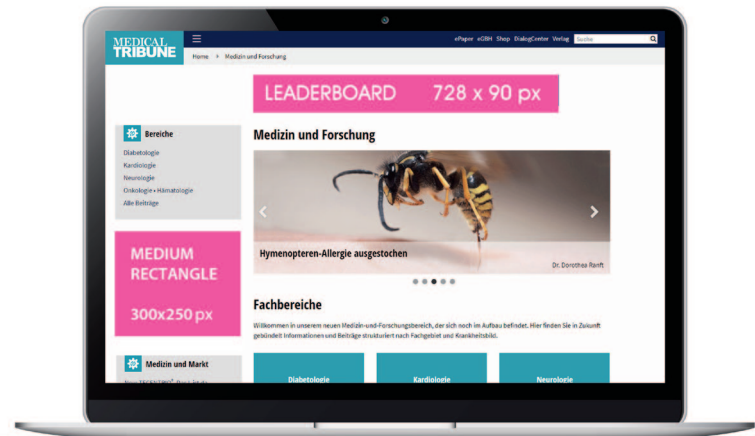 MEDICAL
TRIBUNE
ePaper eGBH Shop DialogCenter Verlag Suche
Home > Medizin und Forschung
LEADERBOARD 728 x 90 px
Bereiche
Diabetologie
Kardiologie
Neurologie
Onkologie • Hämatologie
Alle Beiträge
MEDIUM
RECTANGLE
300x250 px
Medizin und Markt
Medizin und Forschung
Hymenopteren-Allergie ausgestochen
Dr. Dorothea Ranft
Fachbereiche
Willkommen in unserem neuen Medizin-und-Forschungsbereich, der sich noch im Aufbau befindet. Hier finden Sie in Zukunft
gebündelt Informationen und Beiträge strukturiert nach Fachgebiet und Krankheitsbild.
Diabetologie
Kardiologie
Neurologie